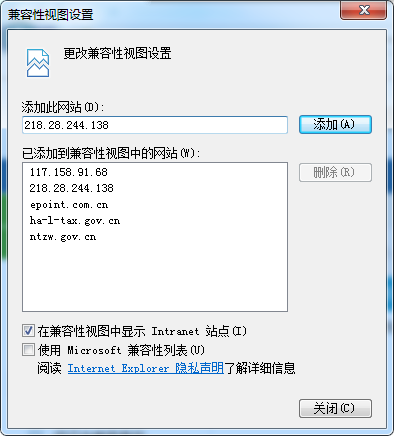 兼容性视图设置
更改兼容性视图设置
添加此网站(D):
218.28.244.138
添加(A)
已添加到兼容性视图中的网站(W):
删除(R)
117.158.91.68
218.28.244.138
epoint.com.cn
ha-l-tax.gov.cn
ntzw.gov.cn
在兼容性视图中显示 Intranet 站点(I)
使用 Microsoft 兼容性列表(U)
阅读 Internet Explorer 隐私声明了解详细信息
关闭(C)